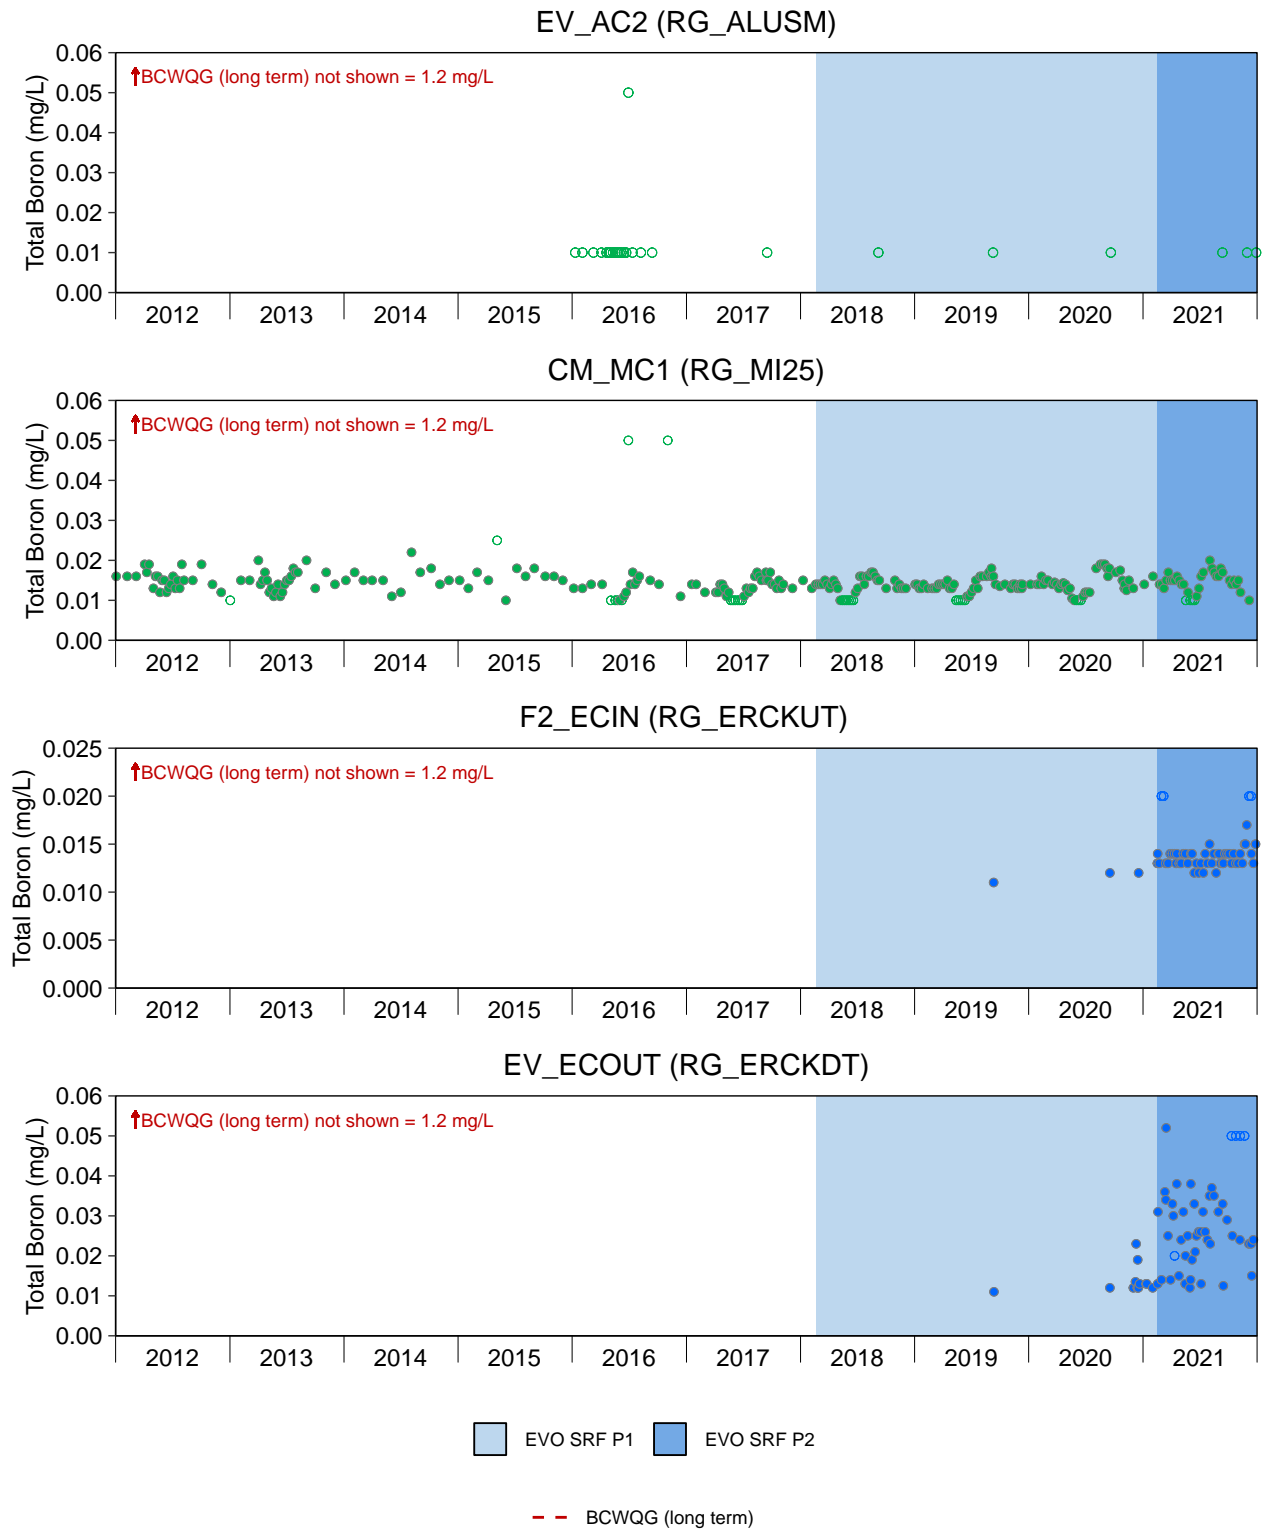 EV_AC2 (RG_ALUSM)
Total Boron (mg/L)
BCWQG (long term) not shown = 1.2 mg/L
0.06
0.05
0.04
0.03
0.02
0.01
0.00
2012 2013 2014 2015 2016 2017 2018 2019 2020 2021
CM_MC1 (RG_MI25)
Total Boron (mg/L)
BCWQG (long term) not shown = 1.2 mg/L
0.06
0.05
0.04
0.03
0.02
0.01
0.00
2012 2013 2014 2015 2016 2017 2018 2019 2020 2021
F2_ECIN (RG_ERCKUT)
Total Boron (mg/L)
BCWQG (long term) not shown = 1.2 mg/L
0.025
0.020
0.015
0.010
0.005
0.000
2012 2013 2014 2015 2016 2017 2018 2019 2020 2021
EV_ECOUT (RG_ERCKDT)
Total Boron (mg/L)
BCWQG (long term) not shown = 1.2 mg/L
0.06
0.05
0.04
0.03
0.02
0.01
0.00
2012 2013 2014 2015 2016 2017 2018 2019 2020 2021
EVO SRF P1 EVO SRF P2
BCWQG (long term)